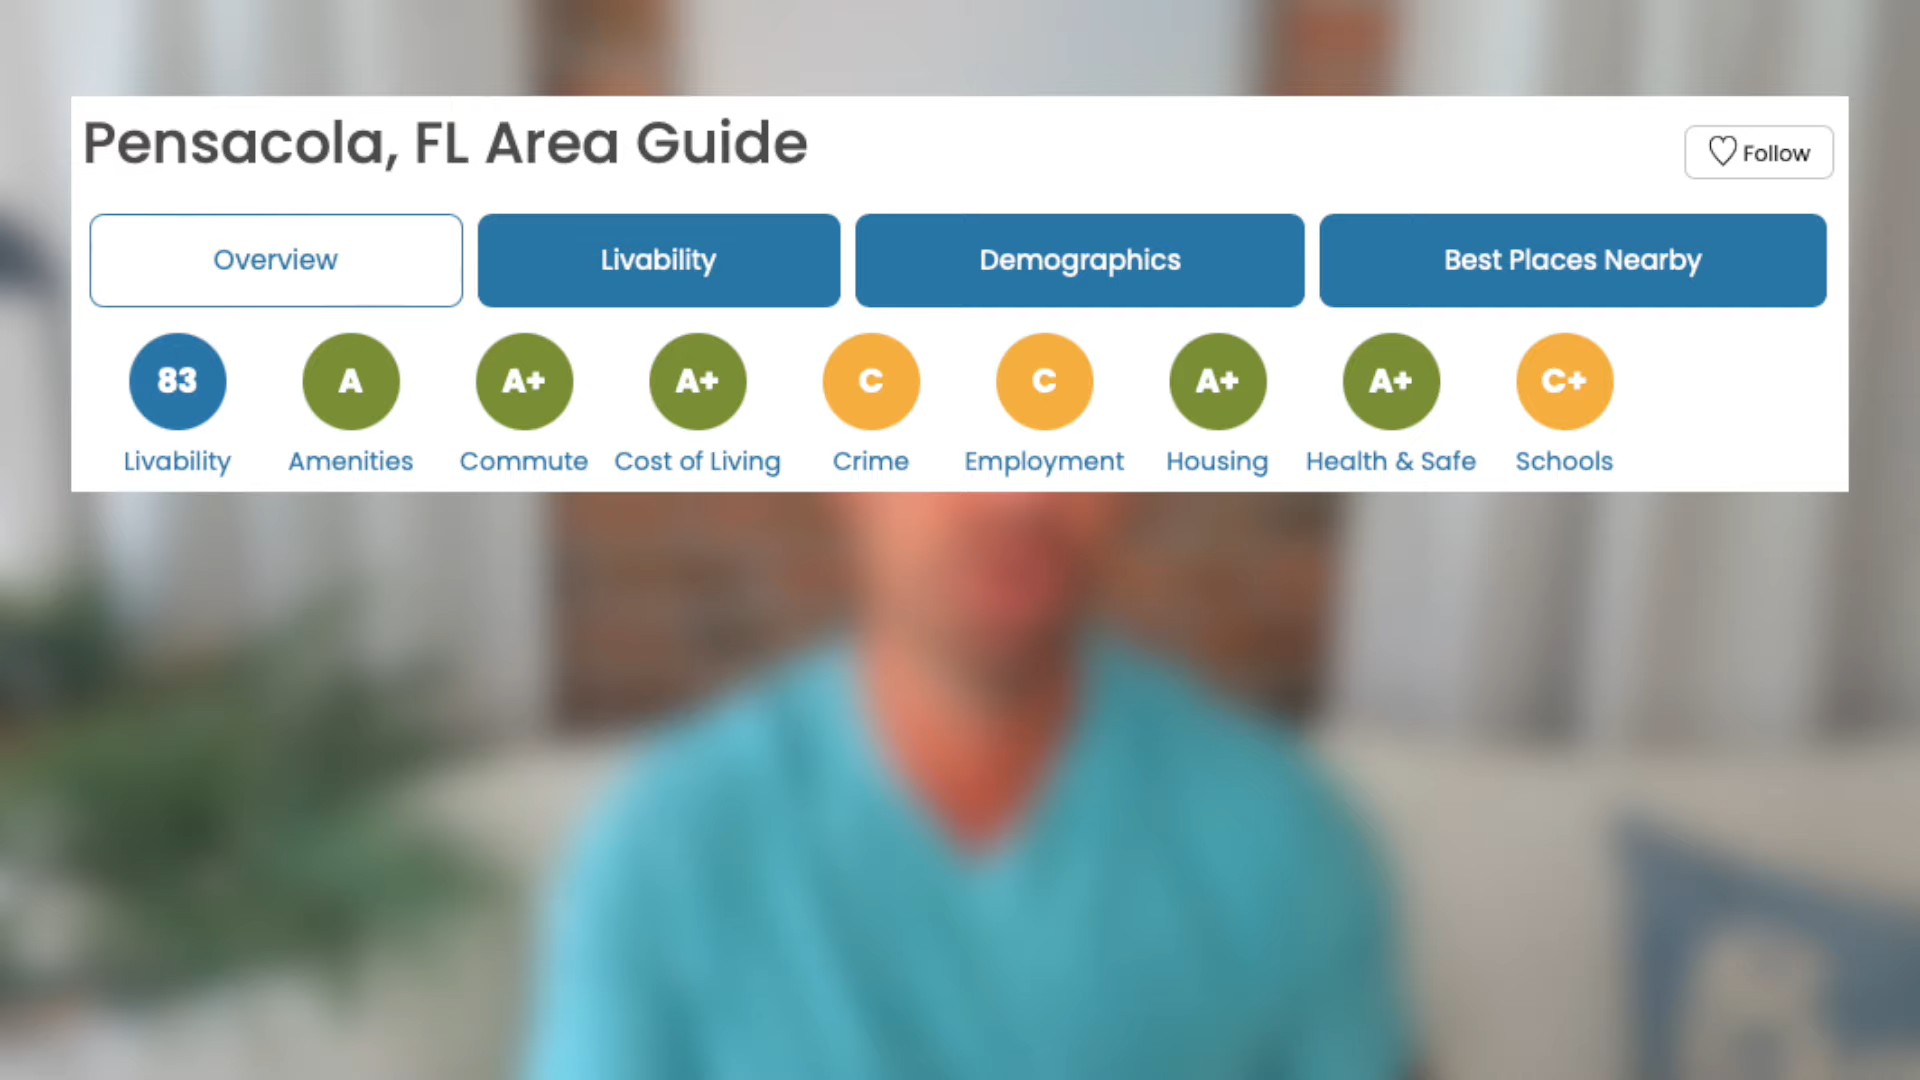 Pensacola, FL Area Guide
Follow
Overview Livability Demographics Best Places Nearby
83 A A+ A+ C C A+ A+ C+
Livability Amenities Commute Cost of Living Crime Employment Housing Health & Safe Schools